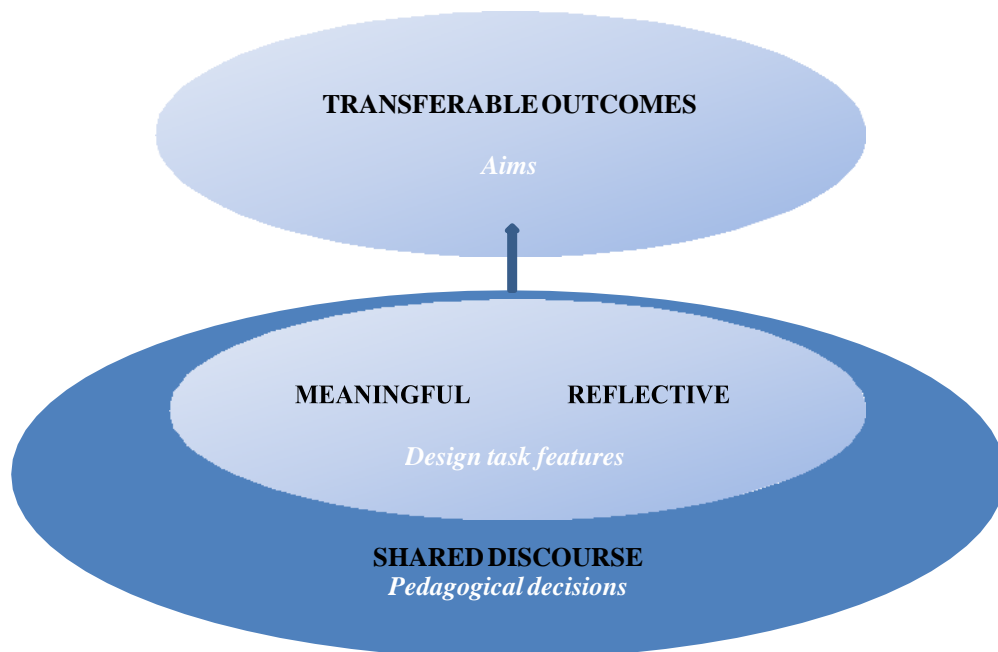 TRANSFERABLE OUTCOMES
Aims
MEANINGFUL REFLECTIVE
Design task features
SHARED DISCOURSE
Pedagogical decisions